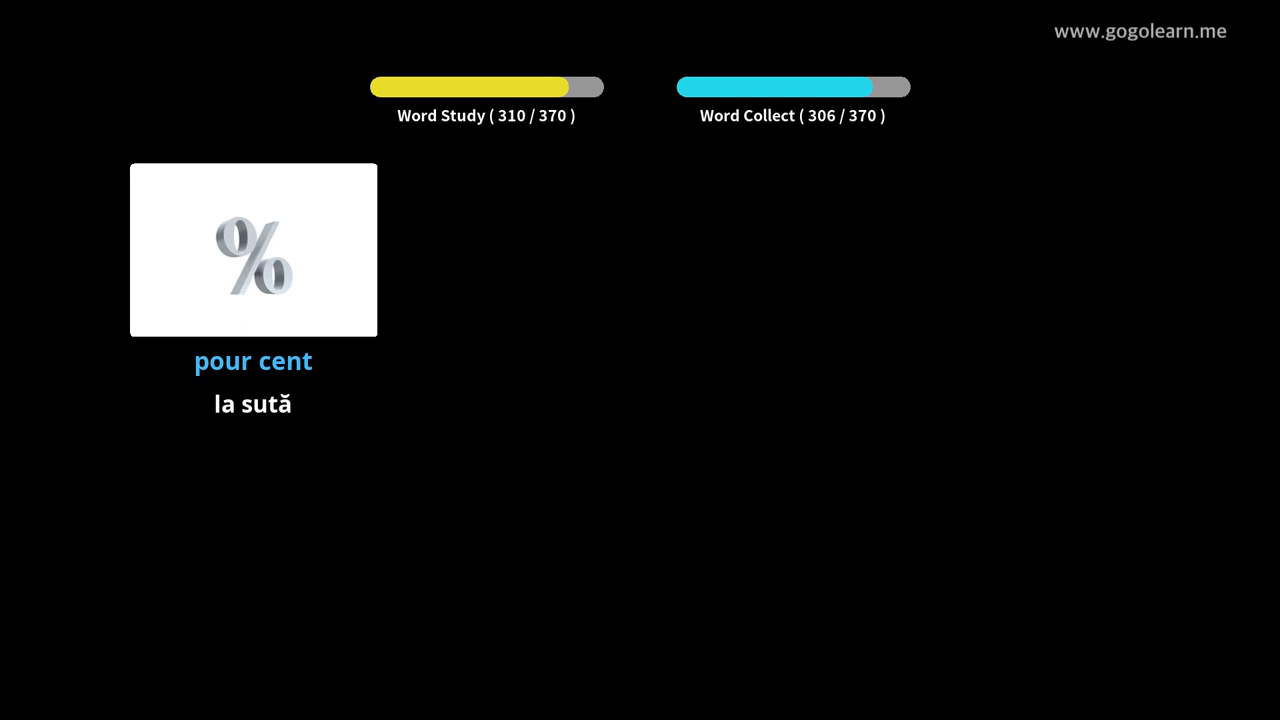 www.gogolearn.me
Word Study ( 310 / 370 )
Word Collect ( 306 / 370 )
%
pour cent
la sută